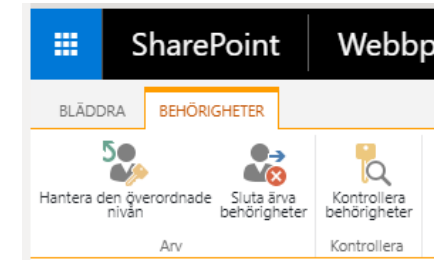 SharePoint Webbp
BLÄDDRA BEHÖRIGHETER
Hantera den överordnade Sluta ärva Kontrollera
nivån behörigheter behörigheter
Arv Kontrollera